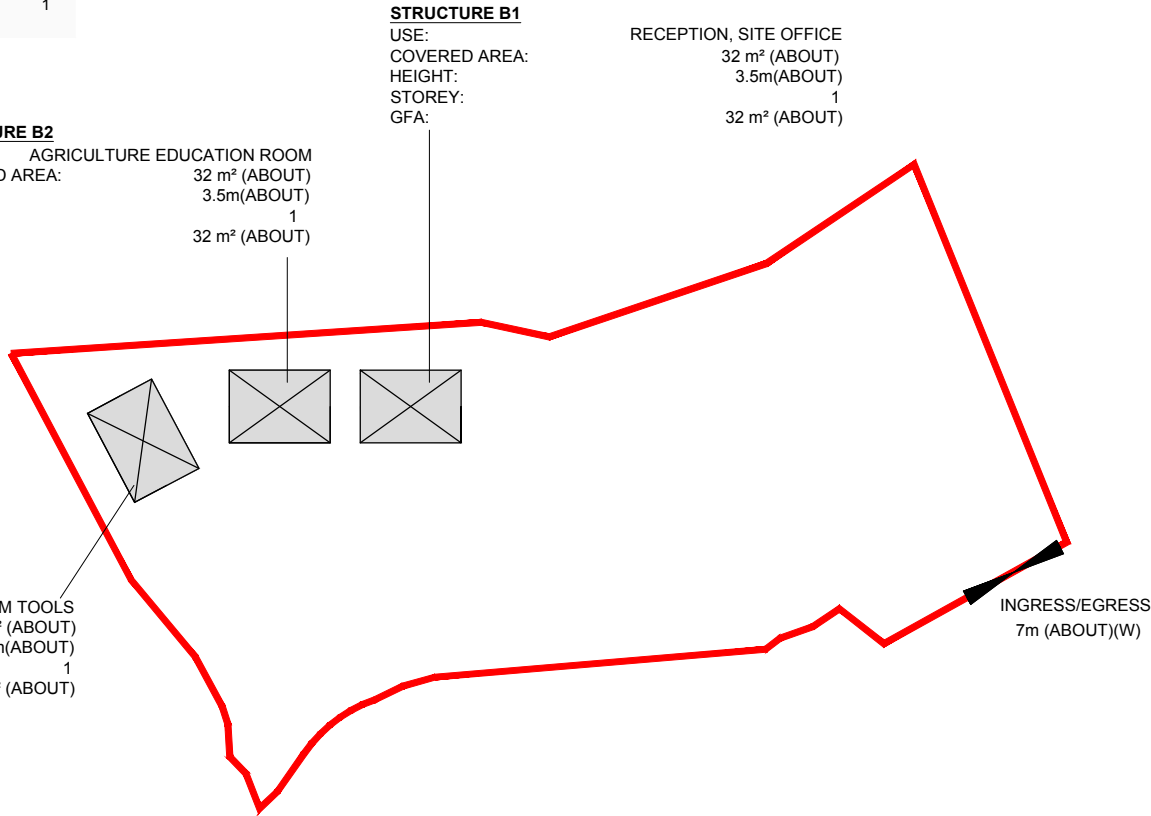 1
STRUCTURE B1
USE: RECEPTION, SITE OFFICE
COVERED AREA: 32 m² (ABOUT)
HEIGHT: 3.5m(ABOUT)
STOREY: 1
GFA: 32 m² (ABOUT)
URE B2
AGRICULTURE EDUCATION ROOM
D AREA: 32 m² (ABOUT)
3.5m(ABOUT)
1
32 m² (ABOUT)
M TOOLS
² (ABOUT)
m(ABOUT)
1
² (ABOUT)
INGRESS/EGRESS
7m (ABOUT)(W)